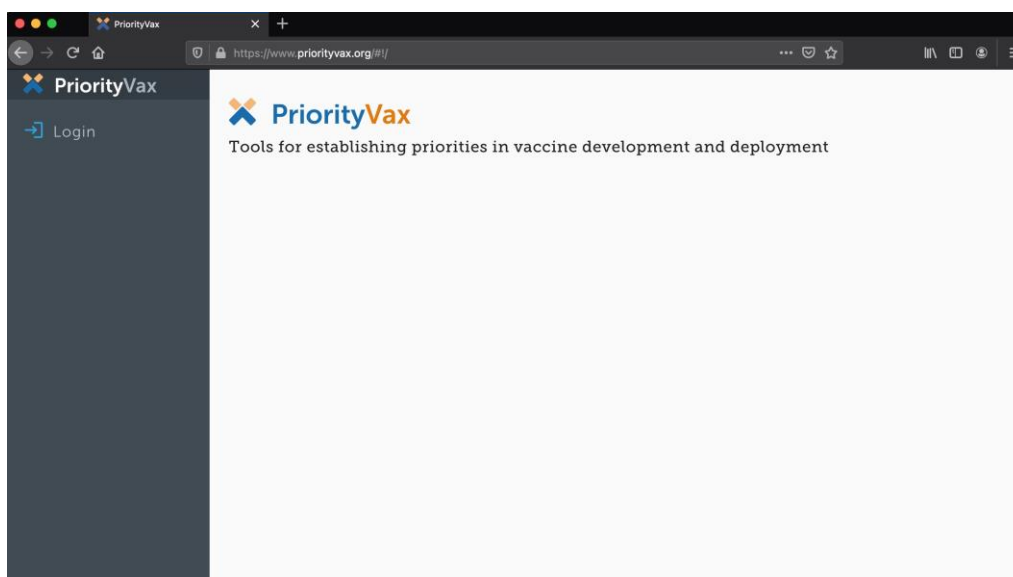 PriorityVax
https://www.priorityvax.org/#!/
PriorityVax
Login
PriorityVax
Tools for establishing priorities in vaccine development and deployment